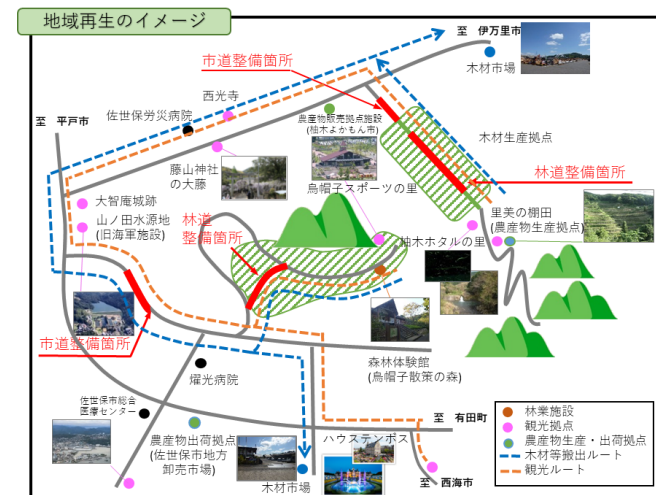 地域再生のイメージ
至 伊万里市
市道整備箇所
木材市場
西光寺
佐世保労災病院
農産物販売拠点施設
(柚木よかもん市)
至 平戸市
木材生産拠点
藤山神社
の大藤
烏帽子スポーツの里
林道整備箇所
大智庵城跡
山ノ田水源地
(旧海軍施設)
林道
整備箇所
里美の棚田
(農産物生産拠点)
柚木ホタルの里
市道整備箇所
森林体験館
(烏帽子散策の森)
燿光病院
佐世保市総合
医療センター
農産物出荷拠点
(佐世保市地方
卸売市場)
ハウステンボス
木材市場
至 有田町
至 西海市
林業施設
観光拠点
農産物生産・出荷拠点
木材等搬出ルート
観光ルート